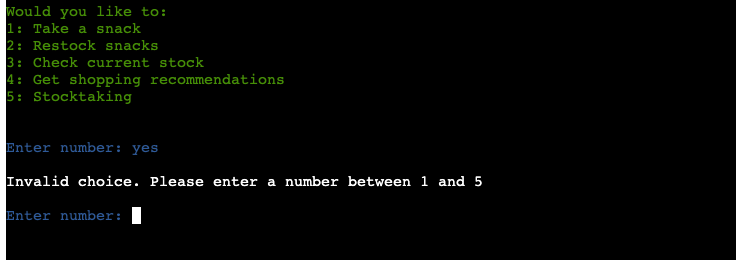 Would you like to:
1: Take a snack
2: Restock snacks
3: Check current stock
4: Get shopping recommendations
5: Stocktaking
Enter number: yes
Invalid choice. Please enter a number between 1 and 5
Enter number: